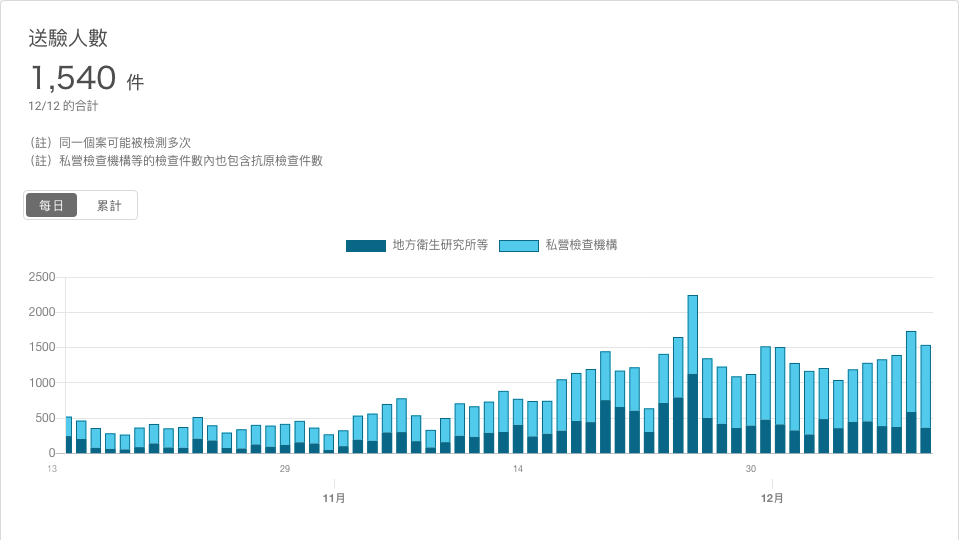 送驗人數
1,540 件
12/12 的合計
（註）同一個案可能被檢測多次
（註）私營檢查機構等的檢查件數內也包含抗原檢查件數
每日 累計
地方衛生研究所等 私營檢查機構
2500
2000
1500
1000
500
0
13 29 14 30
11月 12月